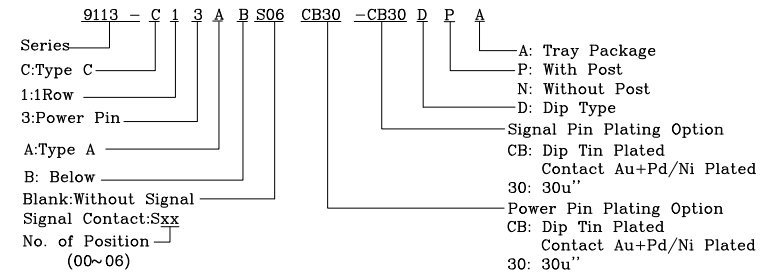 9113 - C 1 3 A B S06 CB30 -CB30 D P A
Series
C:Type C
1:1Row
3:Power Pin
A:Type A
B: Below
Blank:Without Signal
Signal Contact:Sxx
No. of Position
(00~06)
A: Tray Package
P: With Post
N: Without Post
D: Dip Type
Signal Pin Plating Option
CB: Dip Tin Plated
Contact Au+Pd/Ni Plated
30: 30u''
Power Pin Plating Option
CB: Dip Tin Plated
Contact Au+Pd/Ni Plated
30: 30u''